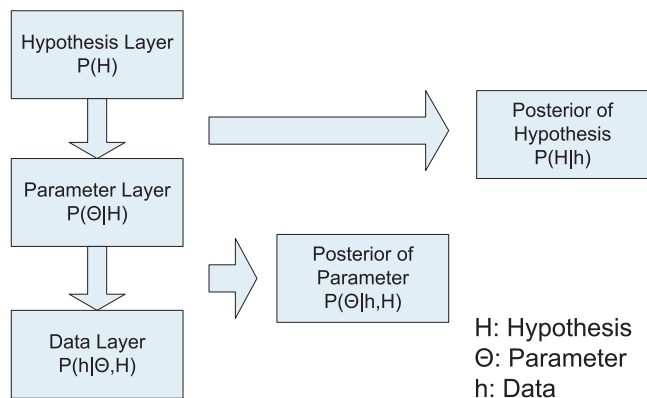 Hypothesis Layer
P(H)
Parameter Layer
P(Θ|H)
Data Layer
P(h|Θ,H)
Posterior of
Hypothesis
P(H|h)
Posterior of
Parameter
P(Θ|h,H)
H: Hypothesis
Θ: Parameter
h: Data